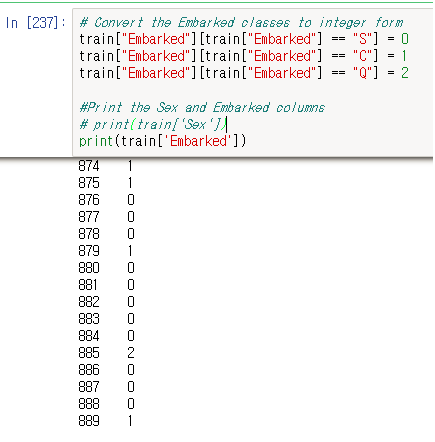 In [237]:
# Convert the Embarked classes to integer form
train["Embarked"][train["Embarked"] == "S"] = 0
train["Embarked"][train["Embarked"] == "C"] = 1
train["Embarked"][train["Embarked"] == "Q"] = 2
#Print the Sex and Embarked columns
# print(train['Sex'])
print(train['Embarked'])
874 1
875 1
876 0
877 0
878 0
879 1
880 0
881 0
882 0
883 0
884 0
885 2
886 0
887 0
888 0
889 1